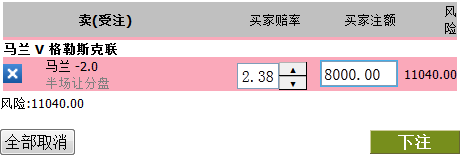 卖(受注) 买家赔率 买家注额 风险
马兰 V 格勒斯克联
马兰 -2.0 2.38 8000.00 11040.00
半场让分盘
风险:11040.00
全部取消 下注